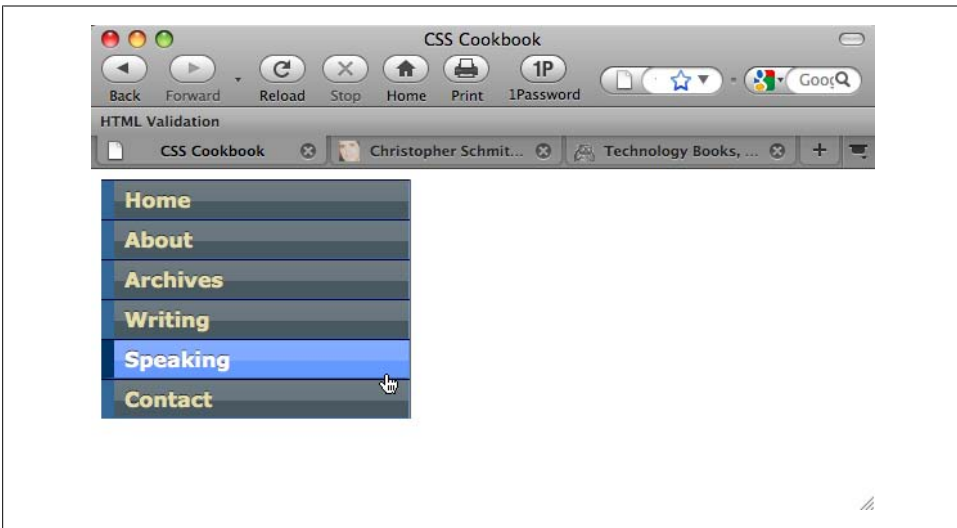 CSS Cookbook
1P
Goog
Back Forward Reload Stop Home Print 1Password
HTML Validation
CSS Cookbook Christopher Schmit... Technology Books, ...
Home
About
Archives
Writing
Speaking
Contact